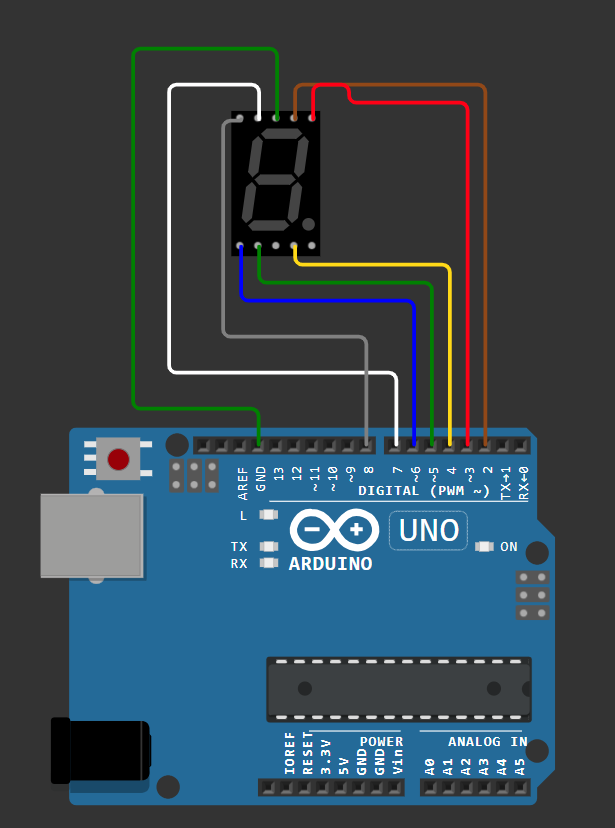 AREF
GND
13
12
~11
~10
~9
8
7
~6
~5
4
~3
2
TX→1
RX←0
DIGITAL (PWM ~)
L
TX
RX
UNO
ON
ARDUINO
POWER
ANALOG IN
IOREF
RESET
3.3V
5V
GND
GND
Vin
A0
A1
A2
A3
A4
A5